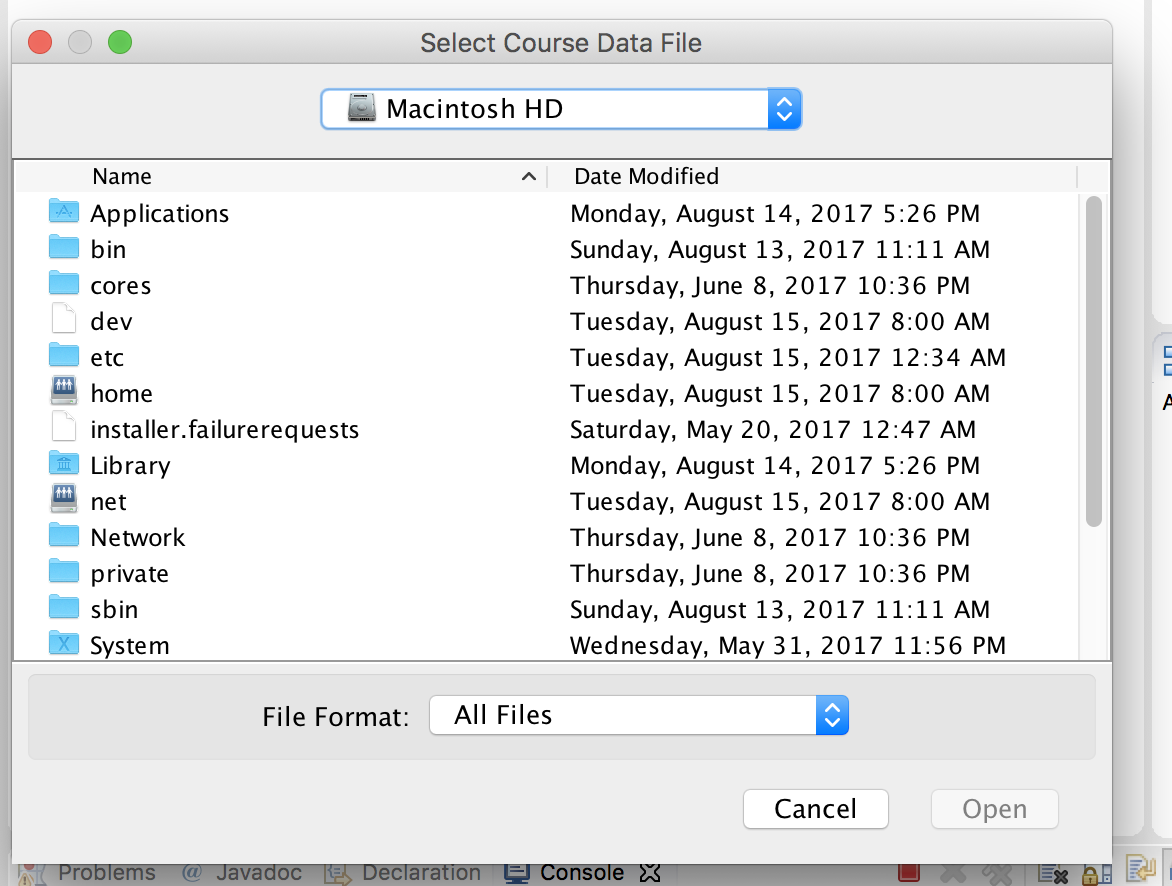 Select Course Data File
Macintosh HD
Name Date Modified
Applications Monday, August 14, 2017 5:26 PM
bin Sunday, August 13, 2017 11:11 AM
cores Thursday, June 8, 2017 10:36 PM
dev Tuesday, August 15, 2017 8:00 AM
etc Tuesday, August 15, 2017 12:34 AM
home Tuesday, August 15, 2017 8:00 AM
installer.failurerequests Saturday, May 20, 2017 12:47 AM
Library Monday, August 14, 2017 5:26 PM
net Tuesday, August 15, 2017 8:00 AM
Network Thursday, June 8, 2017 10:36 PM
private Thursday, June 8, 2017 10:36 PM
sbin Sunday, August 13, 2017 11:11 AM
System Wednesday, May 31, 2017 11:56 PM
File Format: All Files
Cancel Open
Problems @ Javadoc Declaration Console